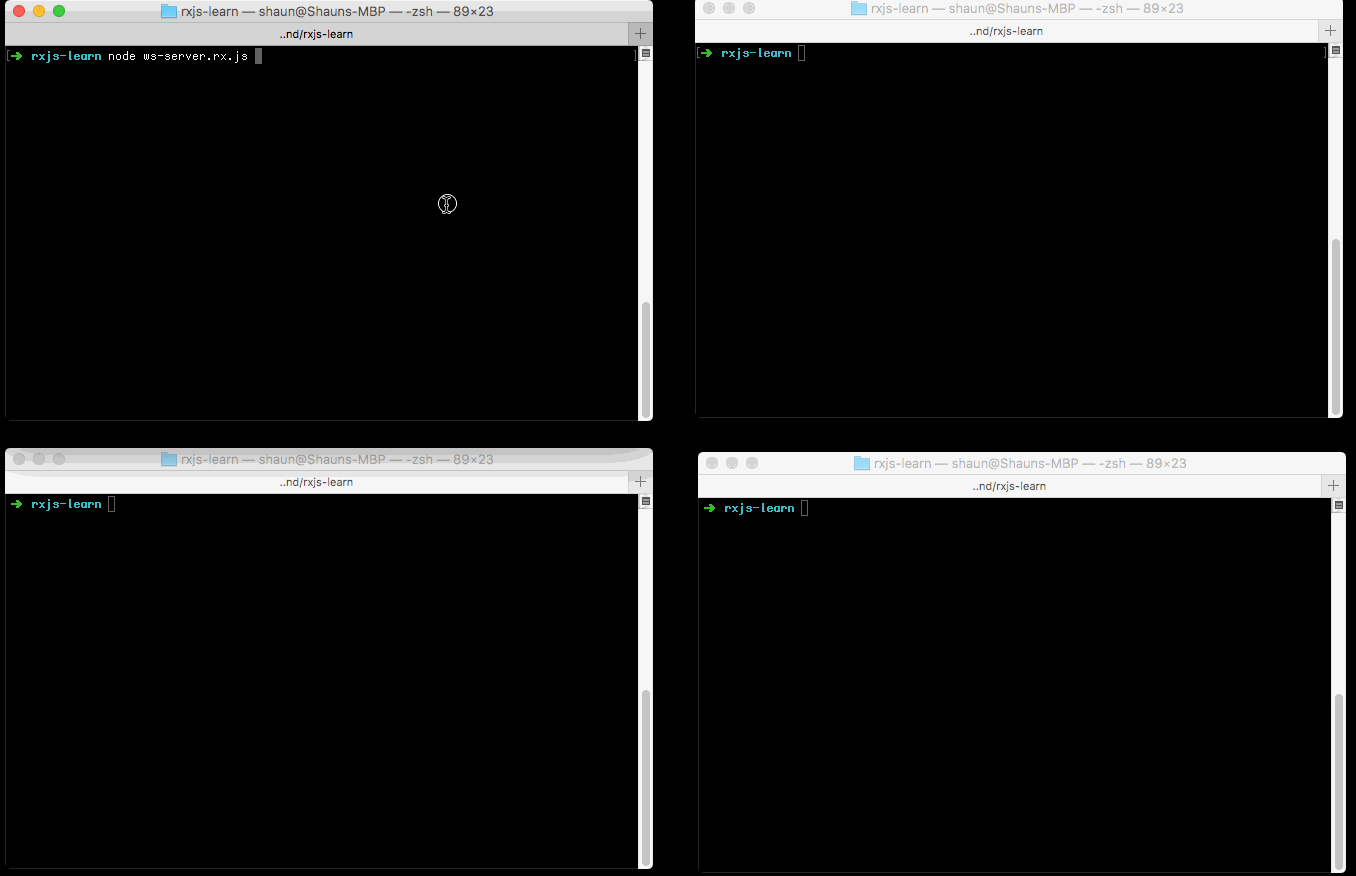 rxjs-learn — shaun@Shauns-MBP — -zsh — 89×23
..nd/rxjs-learn
➜ rxjs-learn node ws-server.rx.js
rxjs-learn — shaun@Shauns-MBP — -zsh — 89×23
..nd/rxjs-learn
➜ rxjs-learn
rxjs-learn — shaun@Shauns-MBP — -zsh — 89×23
..nd/rxjs-learn
➜ rxjs-learn
rxjs-learn — shaun@Shauns-MBP — -zsh — 89×23
..nd/rxjs-learn
➜ rxjs-learn